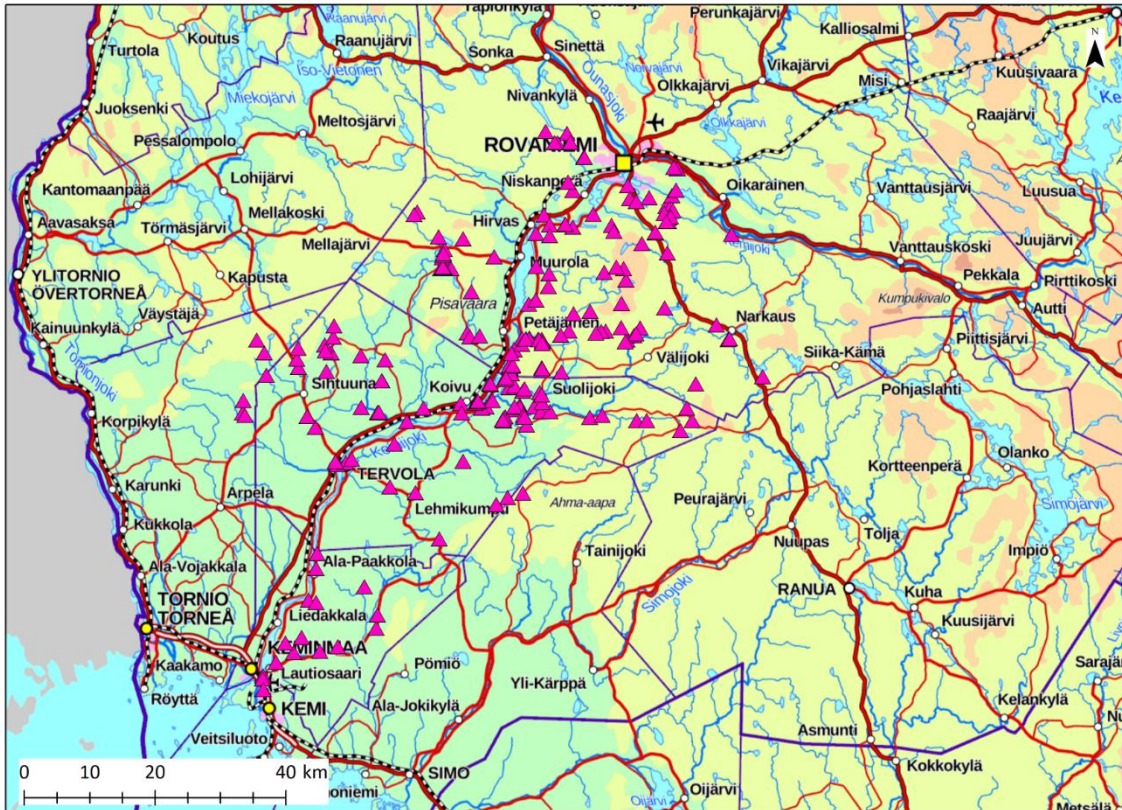 Tapionkylä
Perunkajärvi
Turtola
Koutus
Raanujärvi
Raanujärvi
Sonka
Sinettä
Kalliosalmi
Vikajärvi
Kuusivaara
Misi
Iso-Vietonen
Ounasjoki
Norvajärvi
Olkkajärvi
Miekojärvi
Nivankylä
Juoksenki
Meltosjärvi
Olkkajärvi
Raajärvi
Pessalompolo
ROVANIEMI
Kantomaanpää
Lohijärvi
Niskanperä
Oikarainen
Vanttausjärvi
Luusua
Aavasaksa
Törmäsjärvi
Mellakoski
Hirvas
Mellajärvi
Kemijoki
Juujärvi
Vanttauskoski
YLITORNIO
ÖVERTORNEÅ
Kapusta
Muurola
Pekkala
Pirttikoski
Pisavaara
Kumpukivalo
Autti
Väystäjä
Kainuunkylä
Petäjäinen
Narkaus
Piittisjärvi
Välijoki
Siika-Kämä
Tornionjoki
Sihtuuna
Koivu
Suolijoki
Pohjaslahti
Korpikylä
Kemijoki
TERVOLA
Kortteenperä
Olanko
Karunki
Arpela
Lehmikumpu
Ahma-aapa
Peurajärvi
Simojärvi
Kukkola
Nuupas
Tolja
Tainijoki
Impiö
Ala-Vojakkala
Ala-Paakkola
Simojoki
RANUA
TORNIO
TORNEÅ
Liedakkala
Kuha
KEMINMAA
Kuusijärvi
Kaakamo
Lautiosaari
Pömiö
Yli-Kärppä
Röyttä
KEMI
Ala-Jokikylä
Kelankylä
Veitsiluoto
Asmunti
SIMO
Kokkokylä
Oijärvi
Oijärvi
0 10 20 40 km
N